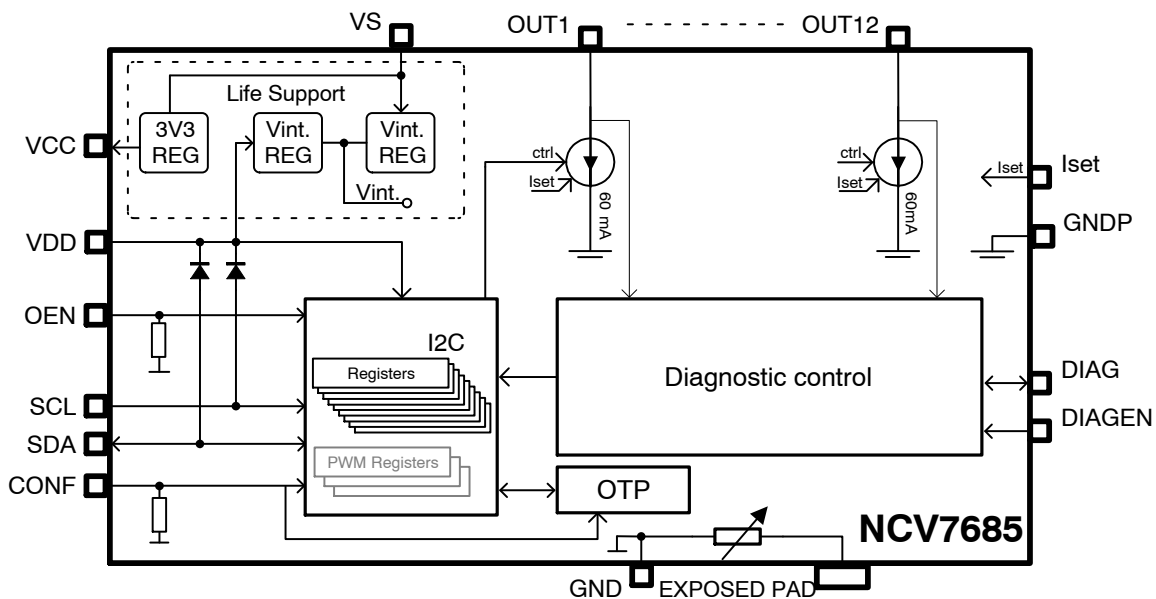 VS
OUT1
OUT12
Life Support
3V3
REG
Vint.
REG
Vint.
REG
Vint.
VCC
ctrl
Iset
60 mA
ctrl
Iset
60mA
Iset
Iset
GNDP
VDD
OEN
I2C
Registers
Diagnostic control
DIAG
DIAGEN
SCL
SDA
PWM Registers
CONF
OTP
NCV7685
GND
EXPOSED PAD